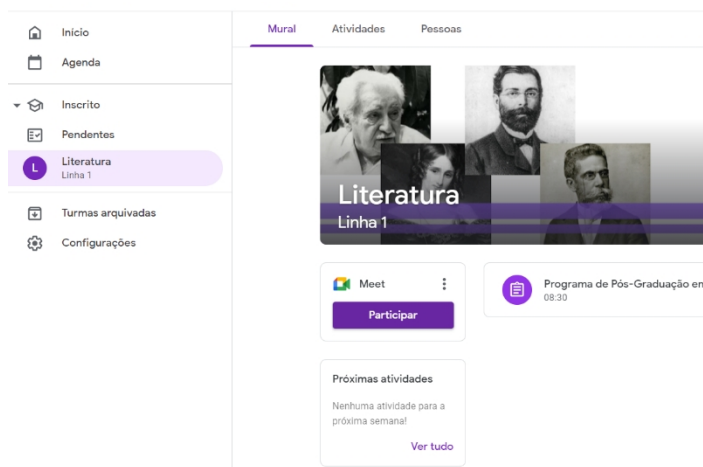 Início
Agenda
Inscrito
Pendentes
L
Literatura
Linha 1
Turmas arquivadas
Configurações
Mural
Atividades
Pessoas
Literatura
Linha 1
Meet
Participar
Programa de Pós-Graduação en
08:30
Próximas atividades
Nenhuma atividade para a
próxima semana!
Ver tudo